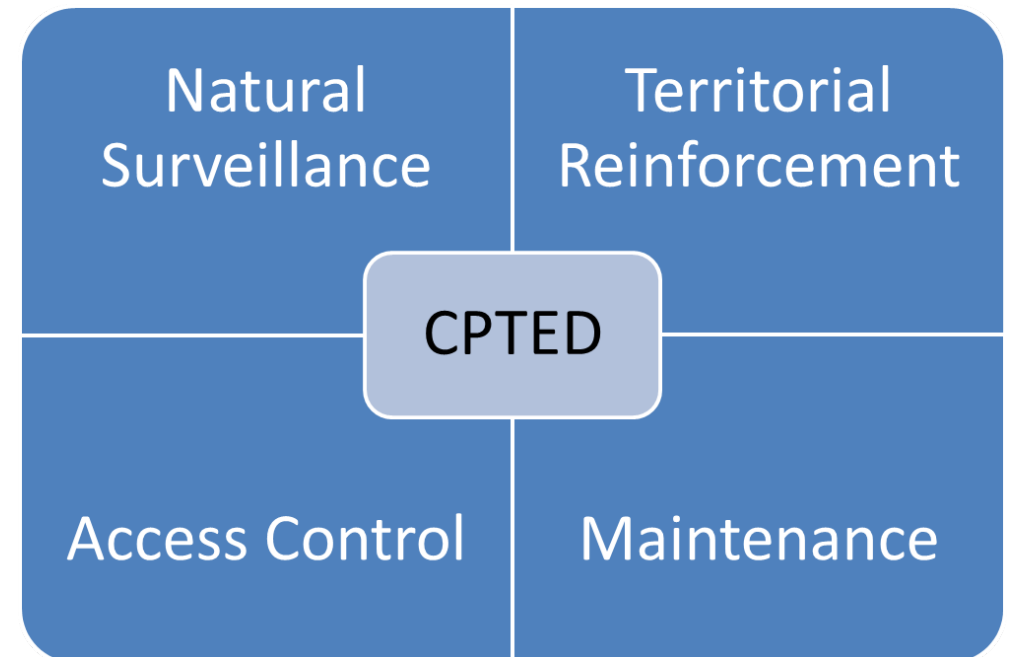 Natural
Surveillance
Territorial
Reinforcement
CPTED
Access Control
Maintenance